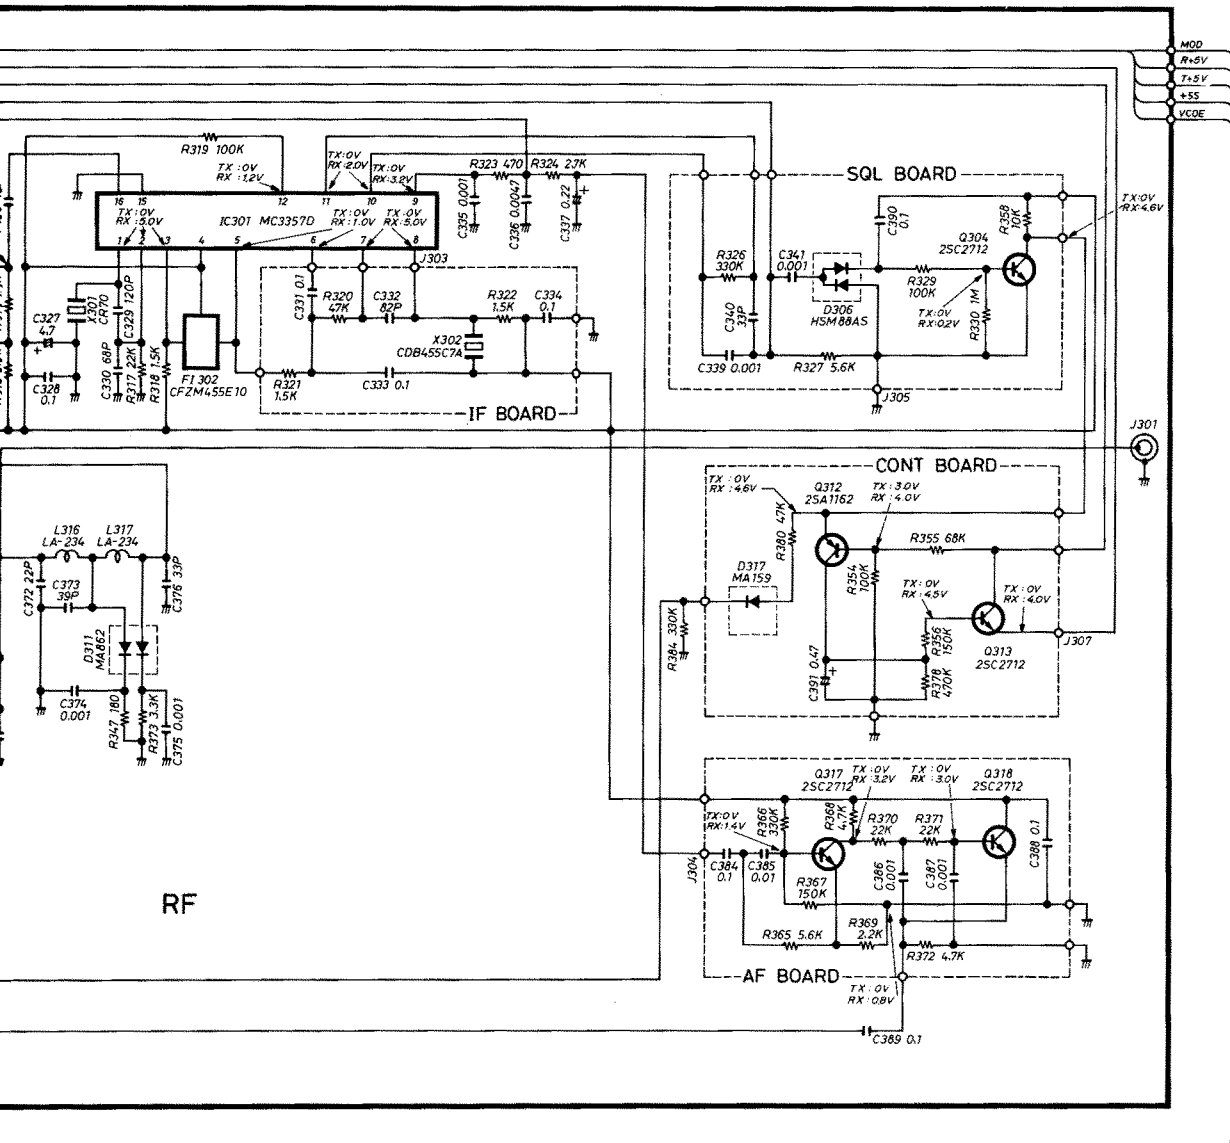 MOD
R+5V
T+5V
+5S
VCOE
R319 100K
TX :0V
RX :1.2V
TX:0V
RX:2.0V
TX:0V
RX:3.2V
R323 470
R324 2.7K
C335 0.001
C336 0.0047
C337 0.22
+
16 15 12 11 10 9
TX:0V
RX:5.0V
IC301 MC3357D
TX:0V
RX:1.0V
TX:0V
RX:5.0V
1 2 3 4 5 6 7 8
J303
SQL BOARD
TX:0V
RX:4.6V
C390
0.1
R358
10K
Q304
2SC2712
R326
330K
C341
0.001
D306
HSM88AS
R329
100K
TX:0V
RX:0.2V
R330 1M
C340
33P
C339 0.001
R327 5.6K
J305
X301
CR70
C329 120P
C327
4.7
+
C328
0.1
C330 68P
R317 22K
R318 1.5K
FI302
CFZM455E10
C331 0.1
R320
47K
C332
82P
R322
1.5K
C334
0.1
X302
CDB455C7A
R321
1.5K
C333 0.1
IF BOARD
J301
CONT BOARD
TX : 0V
RX : 4.6V
Q312
2SA1162
TX : 3.0V
RX : 4.0V
R380 47K
R355 68K
R354
100K
D317
MA159
TX : 0V
RX : 4.5V
TX : 0V
RX : 4.0V
R384 330K
R356
150K
Q313
2SC2712
J307
C391 0.47
+
R378
470K
L316
LA-234
L317
LA-234
C372 22P
C373
39P
C376 33P
D311
MA862
C374
0.001
R347 180
R373 3.3K
C375 0.001
Q317
2SC2712
TX : 0V
RX : 3.2V
TX : 0V
RX : 3.0V
Q318
2SC2712
TX:0V
RX:1.4V
R366
330K
R368
4.7K
R370
22K
R371
22K
C388 0.1
J304
C384
0.1
C385
0.01
C386
0.001
C387
0.001
R367
150K
R365 5.6K
R369
2.2K
R372 4.7K
AF BOARD
TX : 0V
RX : 0.8V
C389 0.1
RF